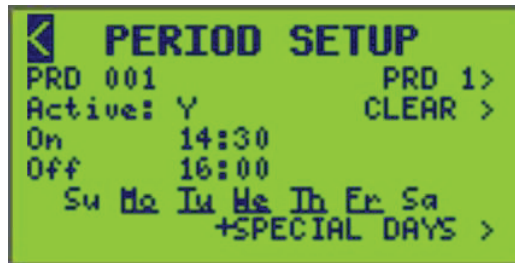 < PERIOD SETUP
PRD 001 PRD 1>
Active: Y CLEAR >
On 14:30
Off 16:00
Su Mo Tu We Th Fr Sa
+SPECIAL DAYS >